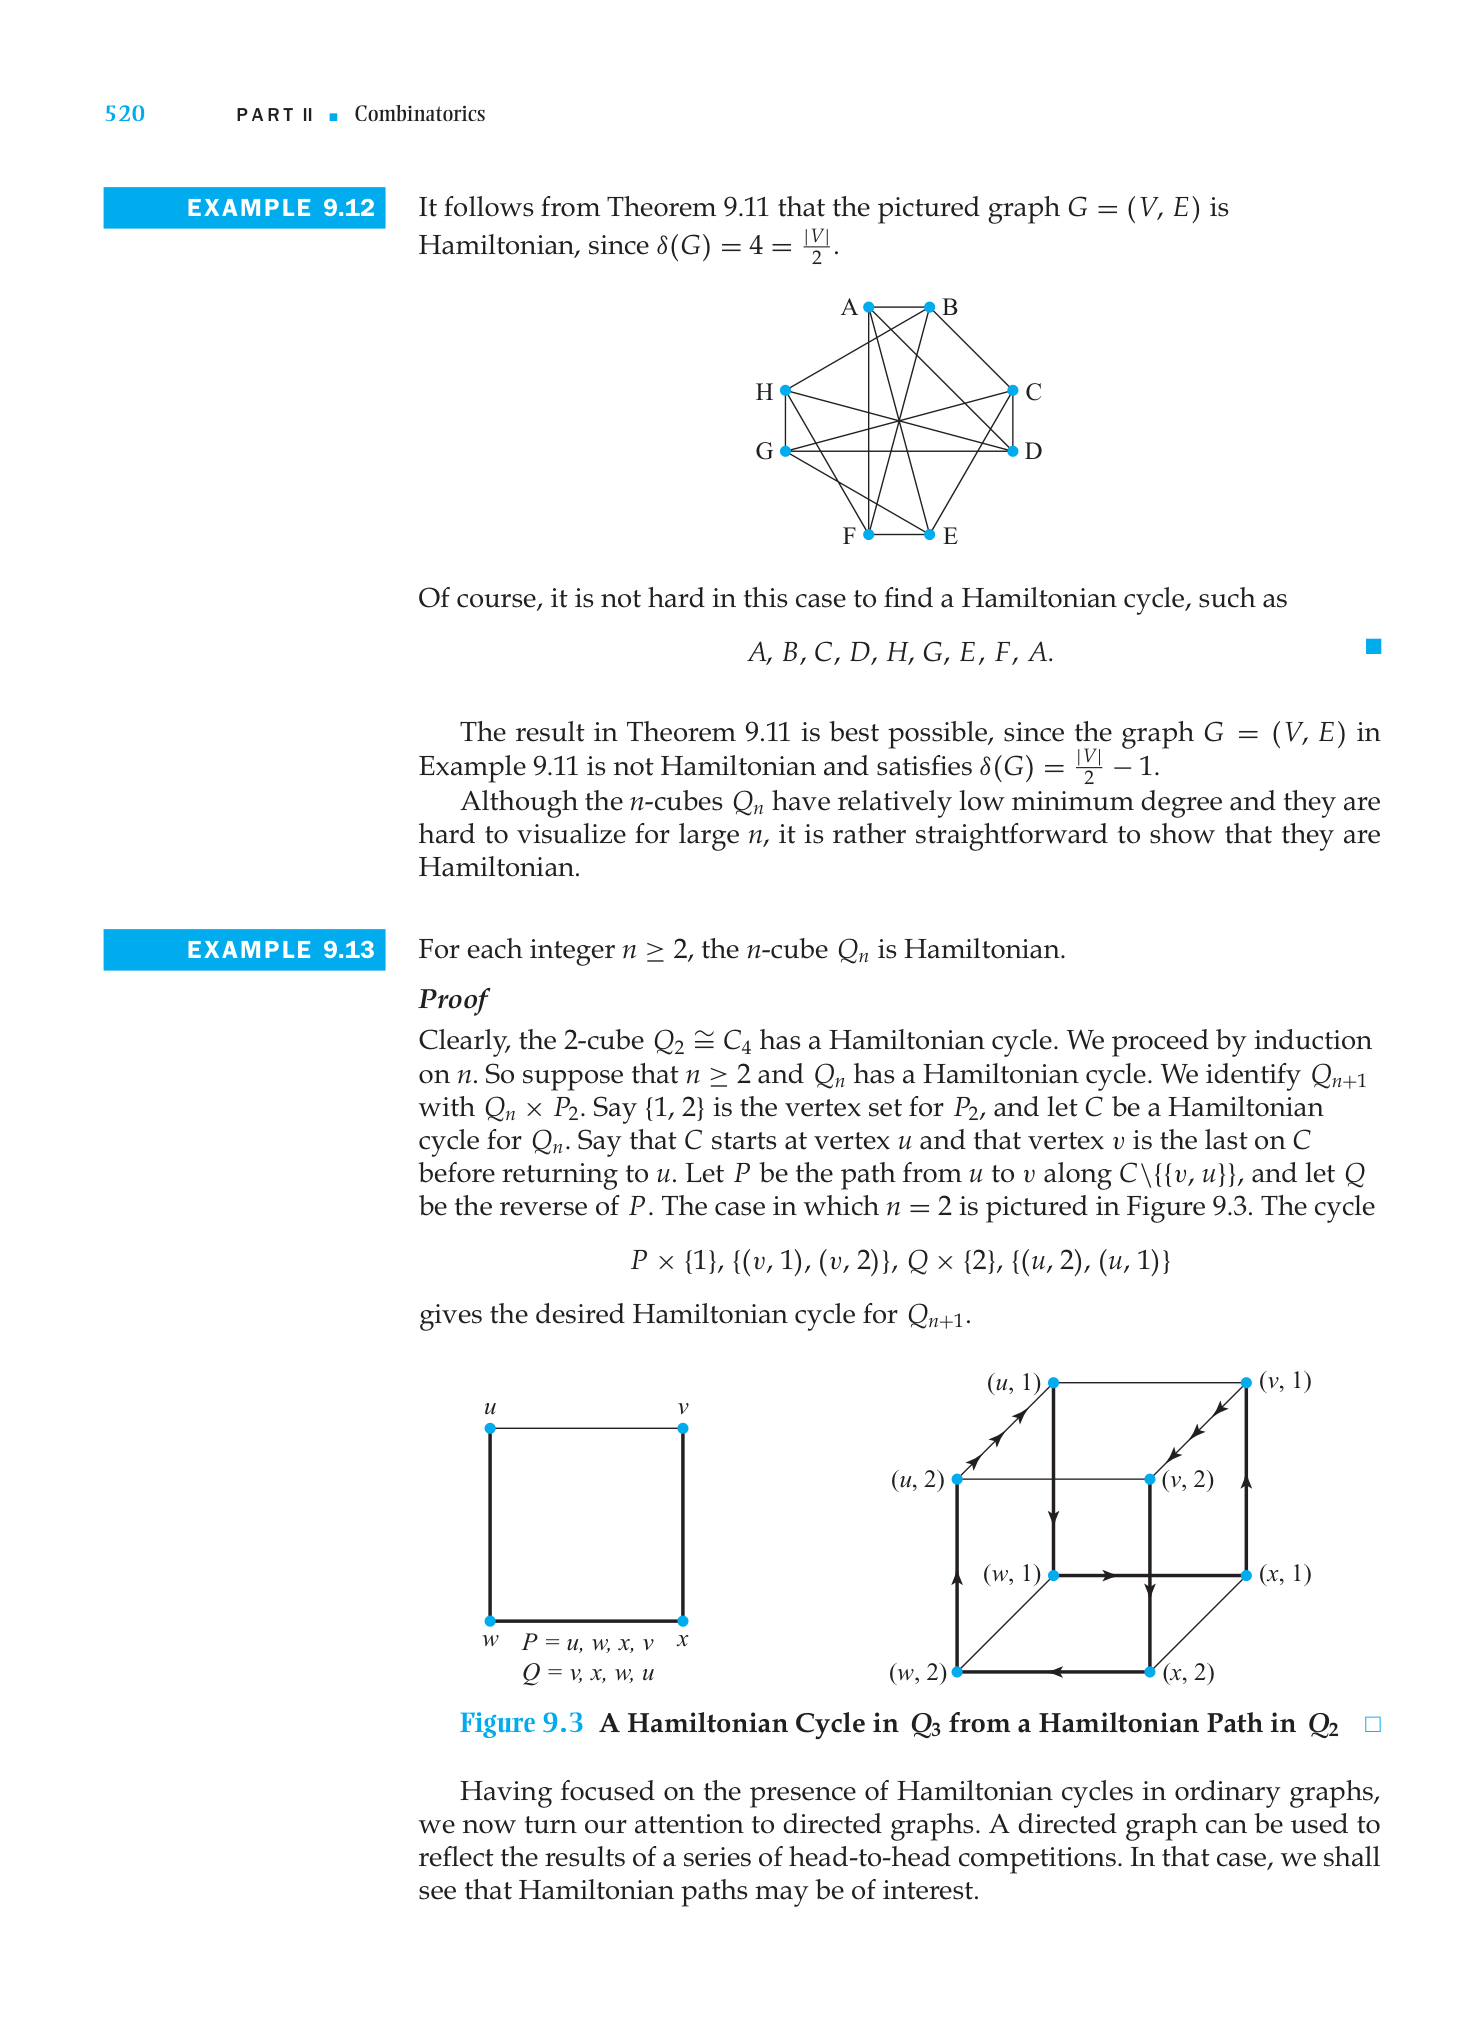 520 PART II ■ Combinatorics
EXAMPLE 9.12 It follows from Theorem 9.11 that the pictured graph G = (V, E) is
Hamiltonian, since δ(G) = 4 = |V|/2.
A B
H C
G D
F E
Of course, it is not hard in this case to find a Hamiltonian cycle, such as
A, B, C, D, H, G, E, F, A. ■
The result in Theorem 9.11 is best possible, since the graph G = (V, E) in
Example 9.11 is not Hamiltonian and satisfies δ(G) = |V|/2 − 1.
Although the n-cubes Qₙ have relatively low minimum degree and they are
hard to visualize for large n, it is rather straightforward to show that they are
Hamiltonian.
EXAMPLE 9.13 For each integer n ≥ 2, the n-cube Qₙ is Hamiltonian.
Proof
Clearly, the 2-cube Q₂ ≅ C₄ has a Hamiltonian cycle. We proceed by induction
on n. So suppose that n ≥ 2 and Qₙ has a Hamiltonian cycle. We identify Qₙ₊₁
with Qₙ × P₂. Say {1, 2} is the vertex set for P₂, and let C be a Hamiltonian
cycle for Qₙ. Say that C starts at vertex u and that vertex v is the last on C
before returning to u. Let P be the path from u to v along C\{{v, u}}, and let Q
be the reverse of P. The case in which n = 2 is pictured in Figure 9.3. The cycle
P × {1}, {(v, 1), (v, 2)}, Q × {2}, {(u, 2), (u, 1)}
gives the desired Hamiltonian cycle for Qₙ₊₁.
u v
w P = u, w, x, v x
Q = v, x, w, u
(u, 1) (v, 1)
(u, 2) (v, 2)
(w, 1) (x, 1)
(w, 2) (x, 2)
Figure 9.3 A Hamiltonian Cycle in Q₃ from a Hamiltonian Path in Q₂ □
Having focused on the presence of Hamiltonian cycles in ordinary graphs,
we now turn our attention to directed graphs. A directed graph can be used to
reflect the results of a series of head-to-head competitions. In that case, we shall
see that Hamiltonian paths may be of interest.